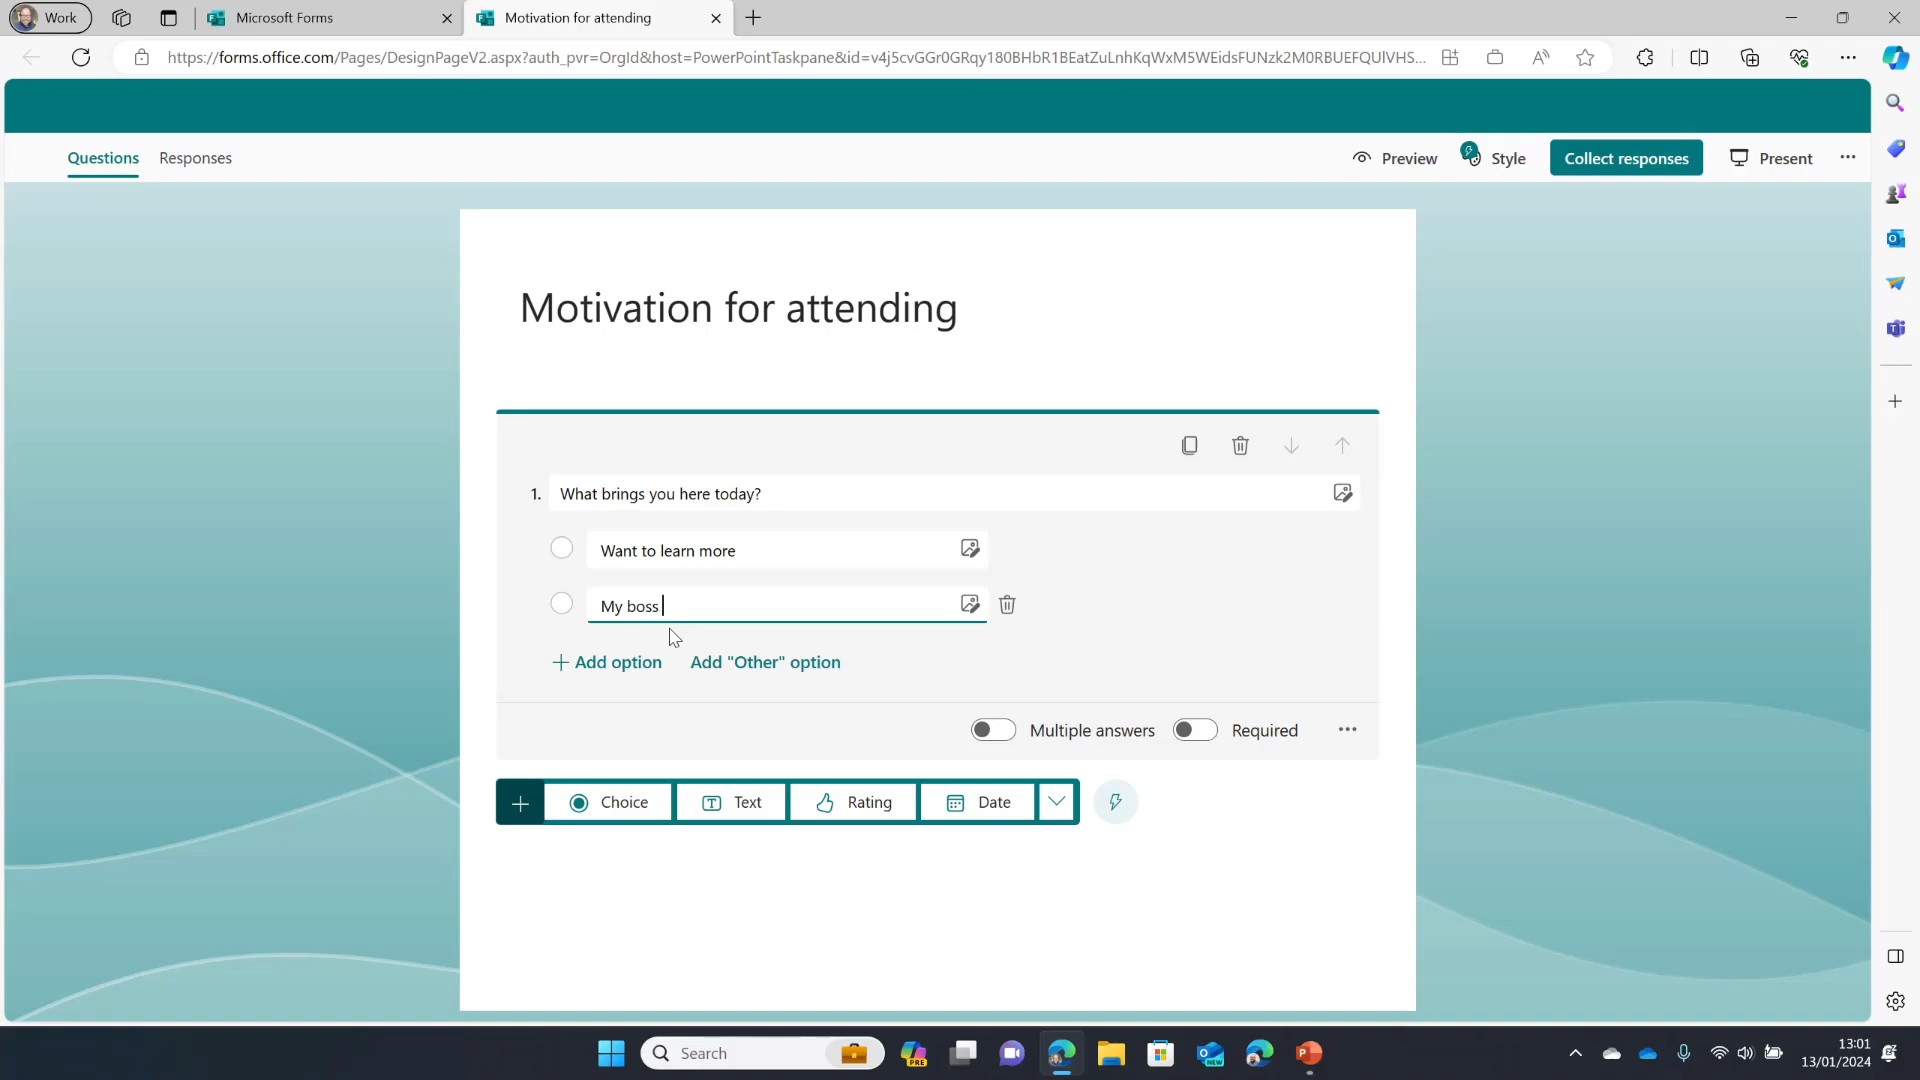 Work
Microsoft Forms
Motivation for attending
https://forms.office.com/Pages/DesignPageV2.aspx?auth_pvr=OrgId&host=PowerPointTaskpane&id=v4j5cvGGr0GRqy180BHbR1BEatZuLnhKqWxM5WEidsFUNzk2M0RBUEFQUlVHS...
Questions
Responses
Preview
Style
Collect responses
Present
Motivation for attending
1.
What brings you here today?
Want to learn more
My boss
Add option
Add "Other" option
Multiple answers
Required
Choice
Text
Rating
Date
Search
PRE
NEW
13:01
13/01/2024